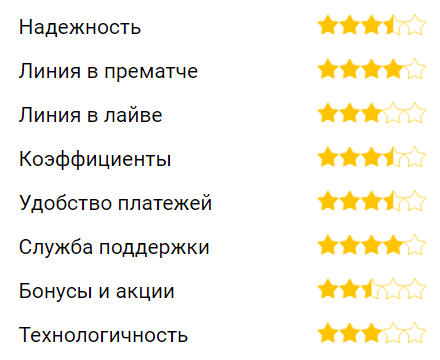 Надежность
Линия в прематче
Линия в лайве
Коэффициенты
Удобство платежей
Служба поддержки
Бонусы и акции
Технологичность